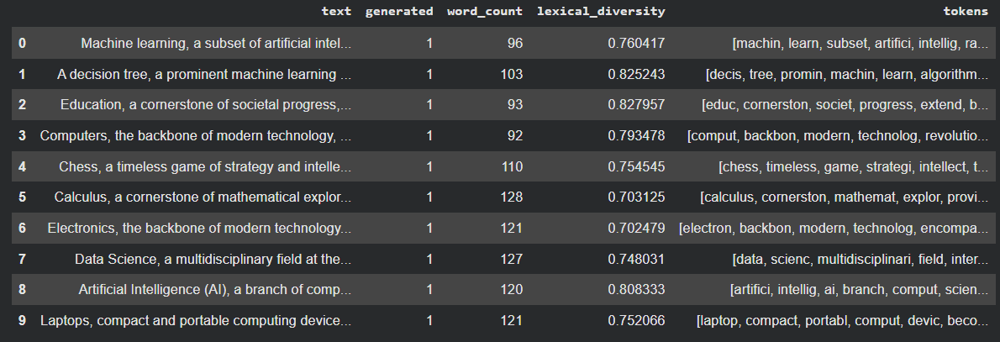 text generated word_count lexical_diversity tokens
0 Machine learning, a subset of artificial intel... 1 96 0.760417 [machin, learn, subset, artifici, intellig, ra...
1 A decision tree, a prominent machine learning ... 1 103 0.825243 [decis, tree, promin, machin, learn, algorithm...
2 Education, a cornerstone of societal progress,... 1 93 0.827957 [educ, cornerston, societ, progress, extend, b...
3 Computers, the backbone of modern technology, ... 1 92 0.793478 [comput, backbon, modern, technolog, revolutio...
4 Chess, a timeless game of strategy and intelle... 1 110 0.754545 [chess, timeless, game, strategi, intellect, t...
5 Calculus, a cornerstone of mathematical explor... 1 128 0.703125 [calculus, cornerston, mathemat, explor, provi...
6 Electronics, the backbone of modern technology... 1 121 0.702479 [electron, backbon, modern, technolog, encompa...
7 Data Science, a multidisciplinary field at the... 1 127 0.748031 [data, scienc, multidisciplinari, field, inter...
8 Artificial Intelligence (AI), a branch of comp... 1 120 0.808333 [artifici, intellig, ai, branch, comput, scien...
9 Laptops, compact and portable computing device... 1 121 0.752066 [laptop, compact, portabl, comput, devic, beco...